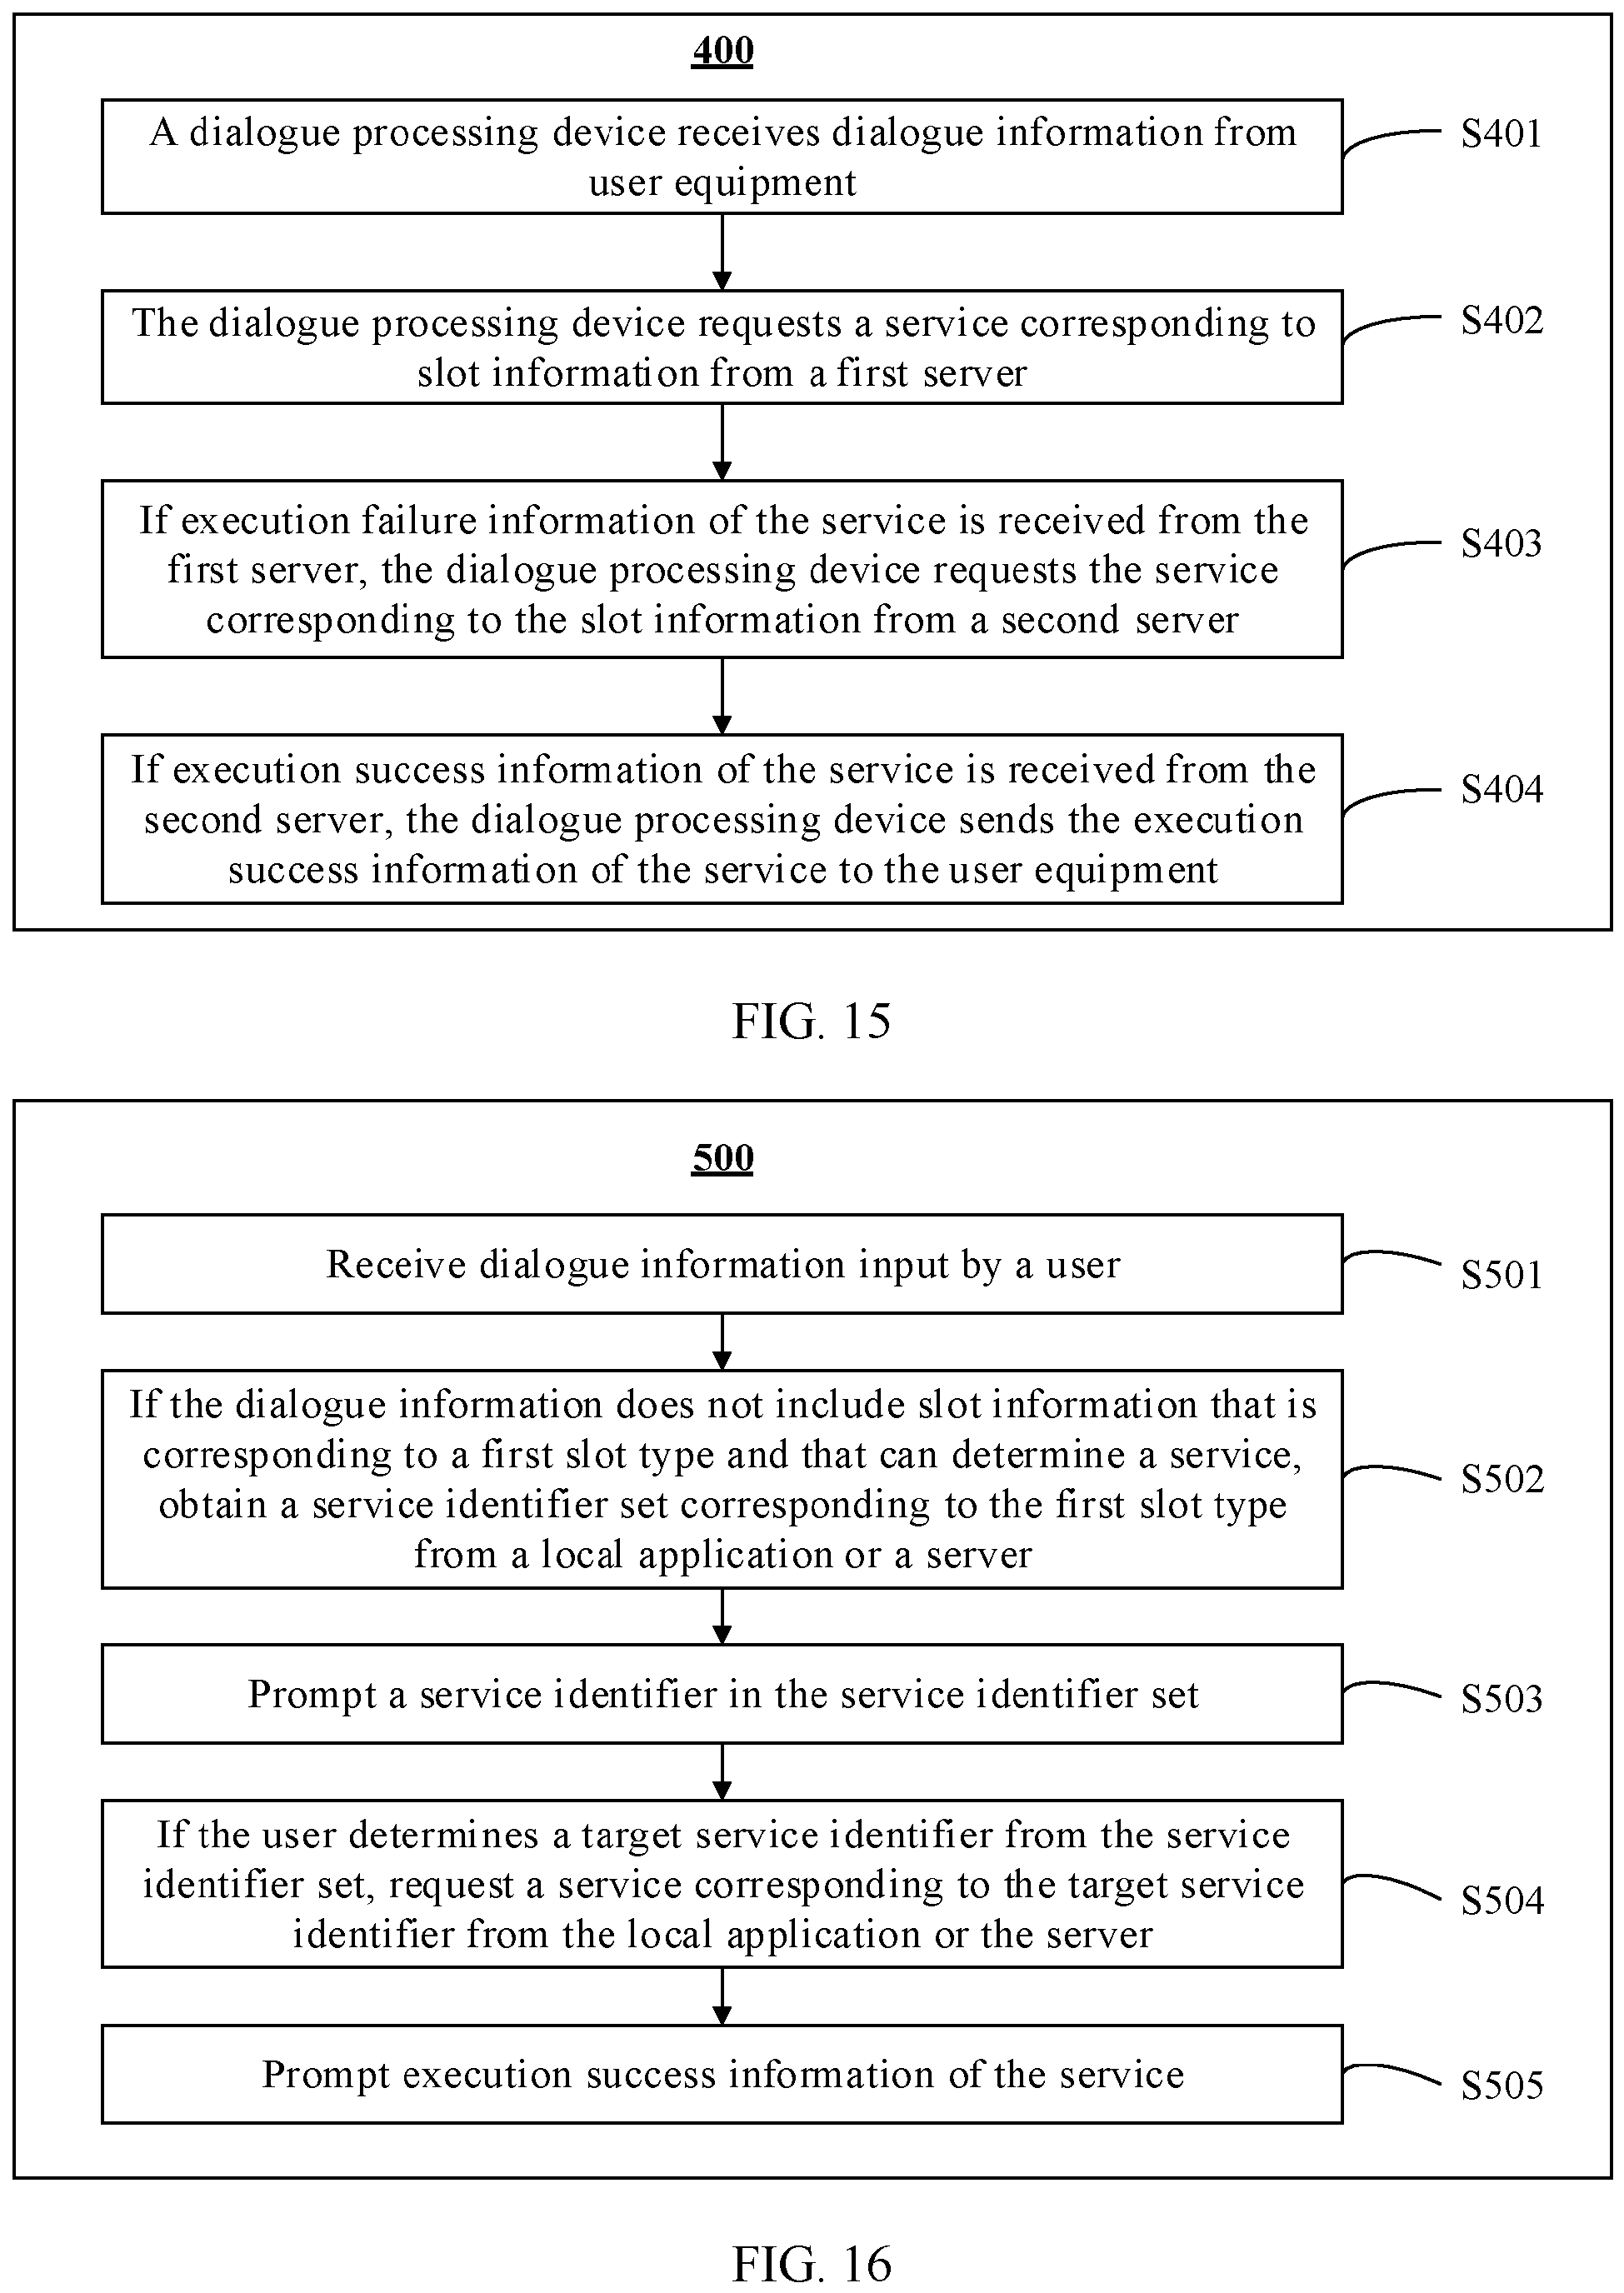 400
A dialogue processing device receives dialogue information from
user equipment
S401
The dialogue processing device requests a service corresponding to
slot information from a first server
S402
If execution failure information of the service is received from the
first server, the dialogue processing device requests the service
corresponding to the slot information from a second server
S403
If execution success information of the service is received from the
second server, the dialogue processing device sends the execution
success information of the service to the user equipment
S404
FIG. 15
500
Receive dialogue information input by a user
S501
If the dialogue information does not include slot information that is
corresponding to a first slot type and that can determine a service,
obtain a service identifier set corresponding to the first slot type
from a local application or a server
S502
Prompt a service identifier in the service identifier set
S503
If the user determines a target service identifier from the service
identifier set, request a service corresponding to the target service
identifier from the local application or the server
S504
Prompt execution success information of the service
S505
FIG. 16